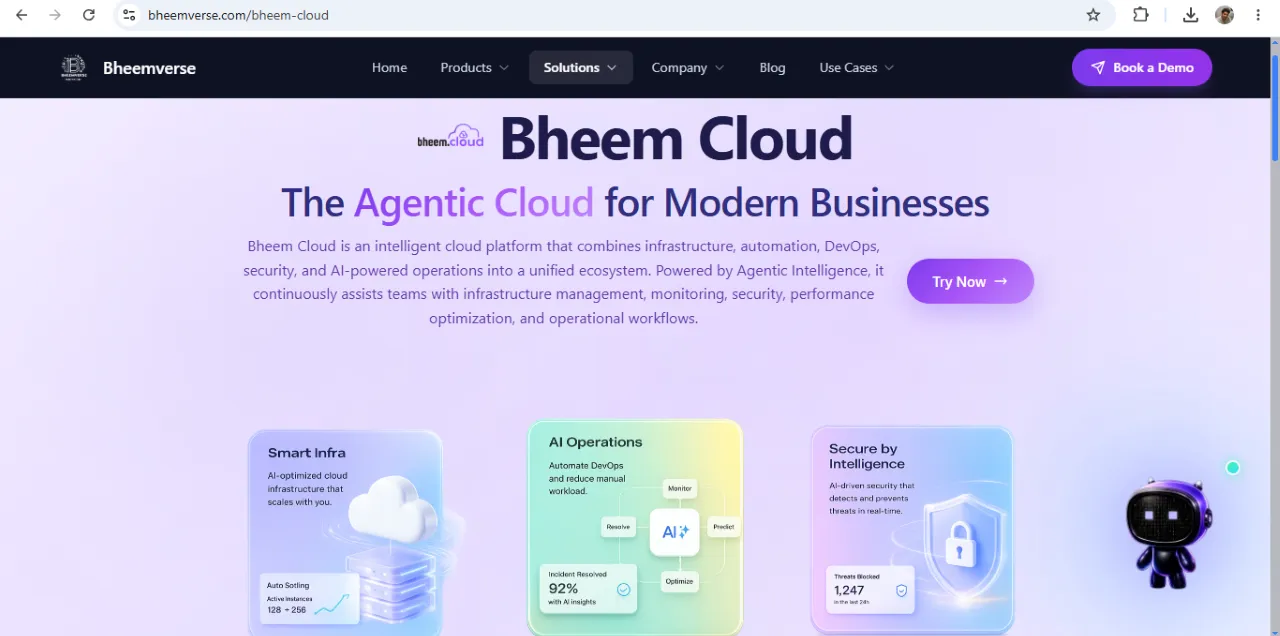 bheemverse.com/bheem-cloud
Bheemverse
Home
Products
Solutions
Company
Blog
Use Cases
Book a Demo
bheem.cloud
Bheem Cloud
The Agentic Cloud for Modern Businesses
Bheem Cloud is an intelligent cloud platform that combines infrastructure, automation, DevOps,
security, and AI-powered operations into a unified ecosystem. Powered by Agentic Intelligence, it
continuously assists teams with infrastructure management, monitoring, security, performance
optimization, and operational workflows.
Try Now →
Smart Infra
AI-optimized cloud
infrastructure that
scales with you.
Auto Sotling
Active Instances
128 ÷ 256
AI Operations
Automate DevOps
and reduce manual
workload.
Monitor
Resolve
AI
Predict
Optimize
Incident Resolved
92%
with AI insights
Secure by
Intelligence
AI-driven security that
detects and prevents
threats in real-time.
Threats Blocked
1,247
in the last 24h